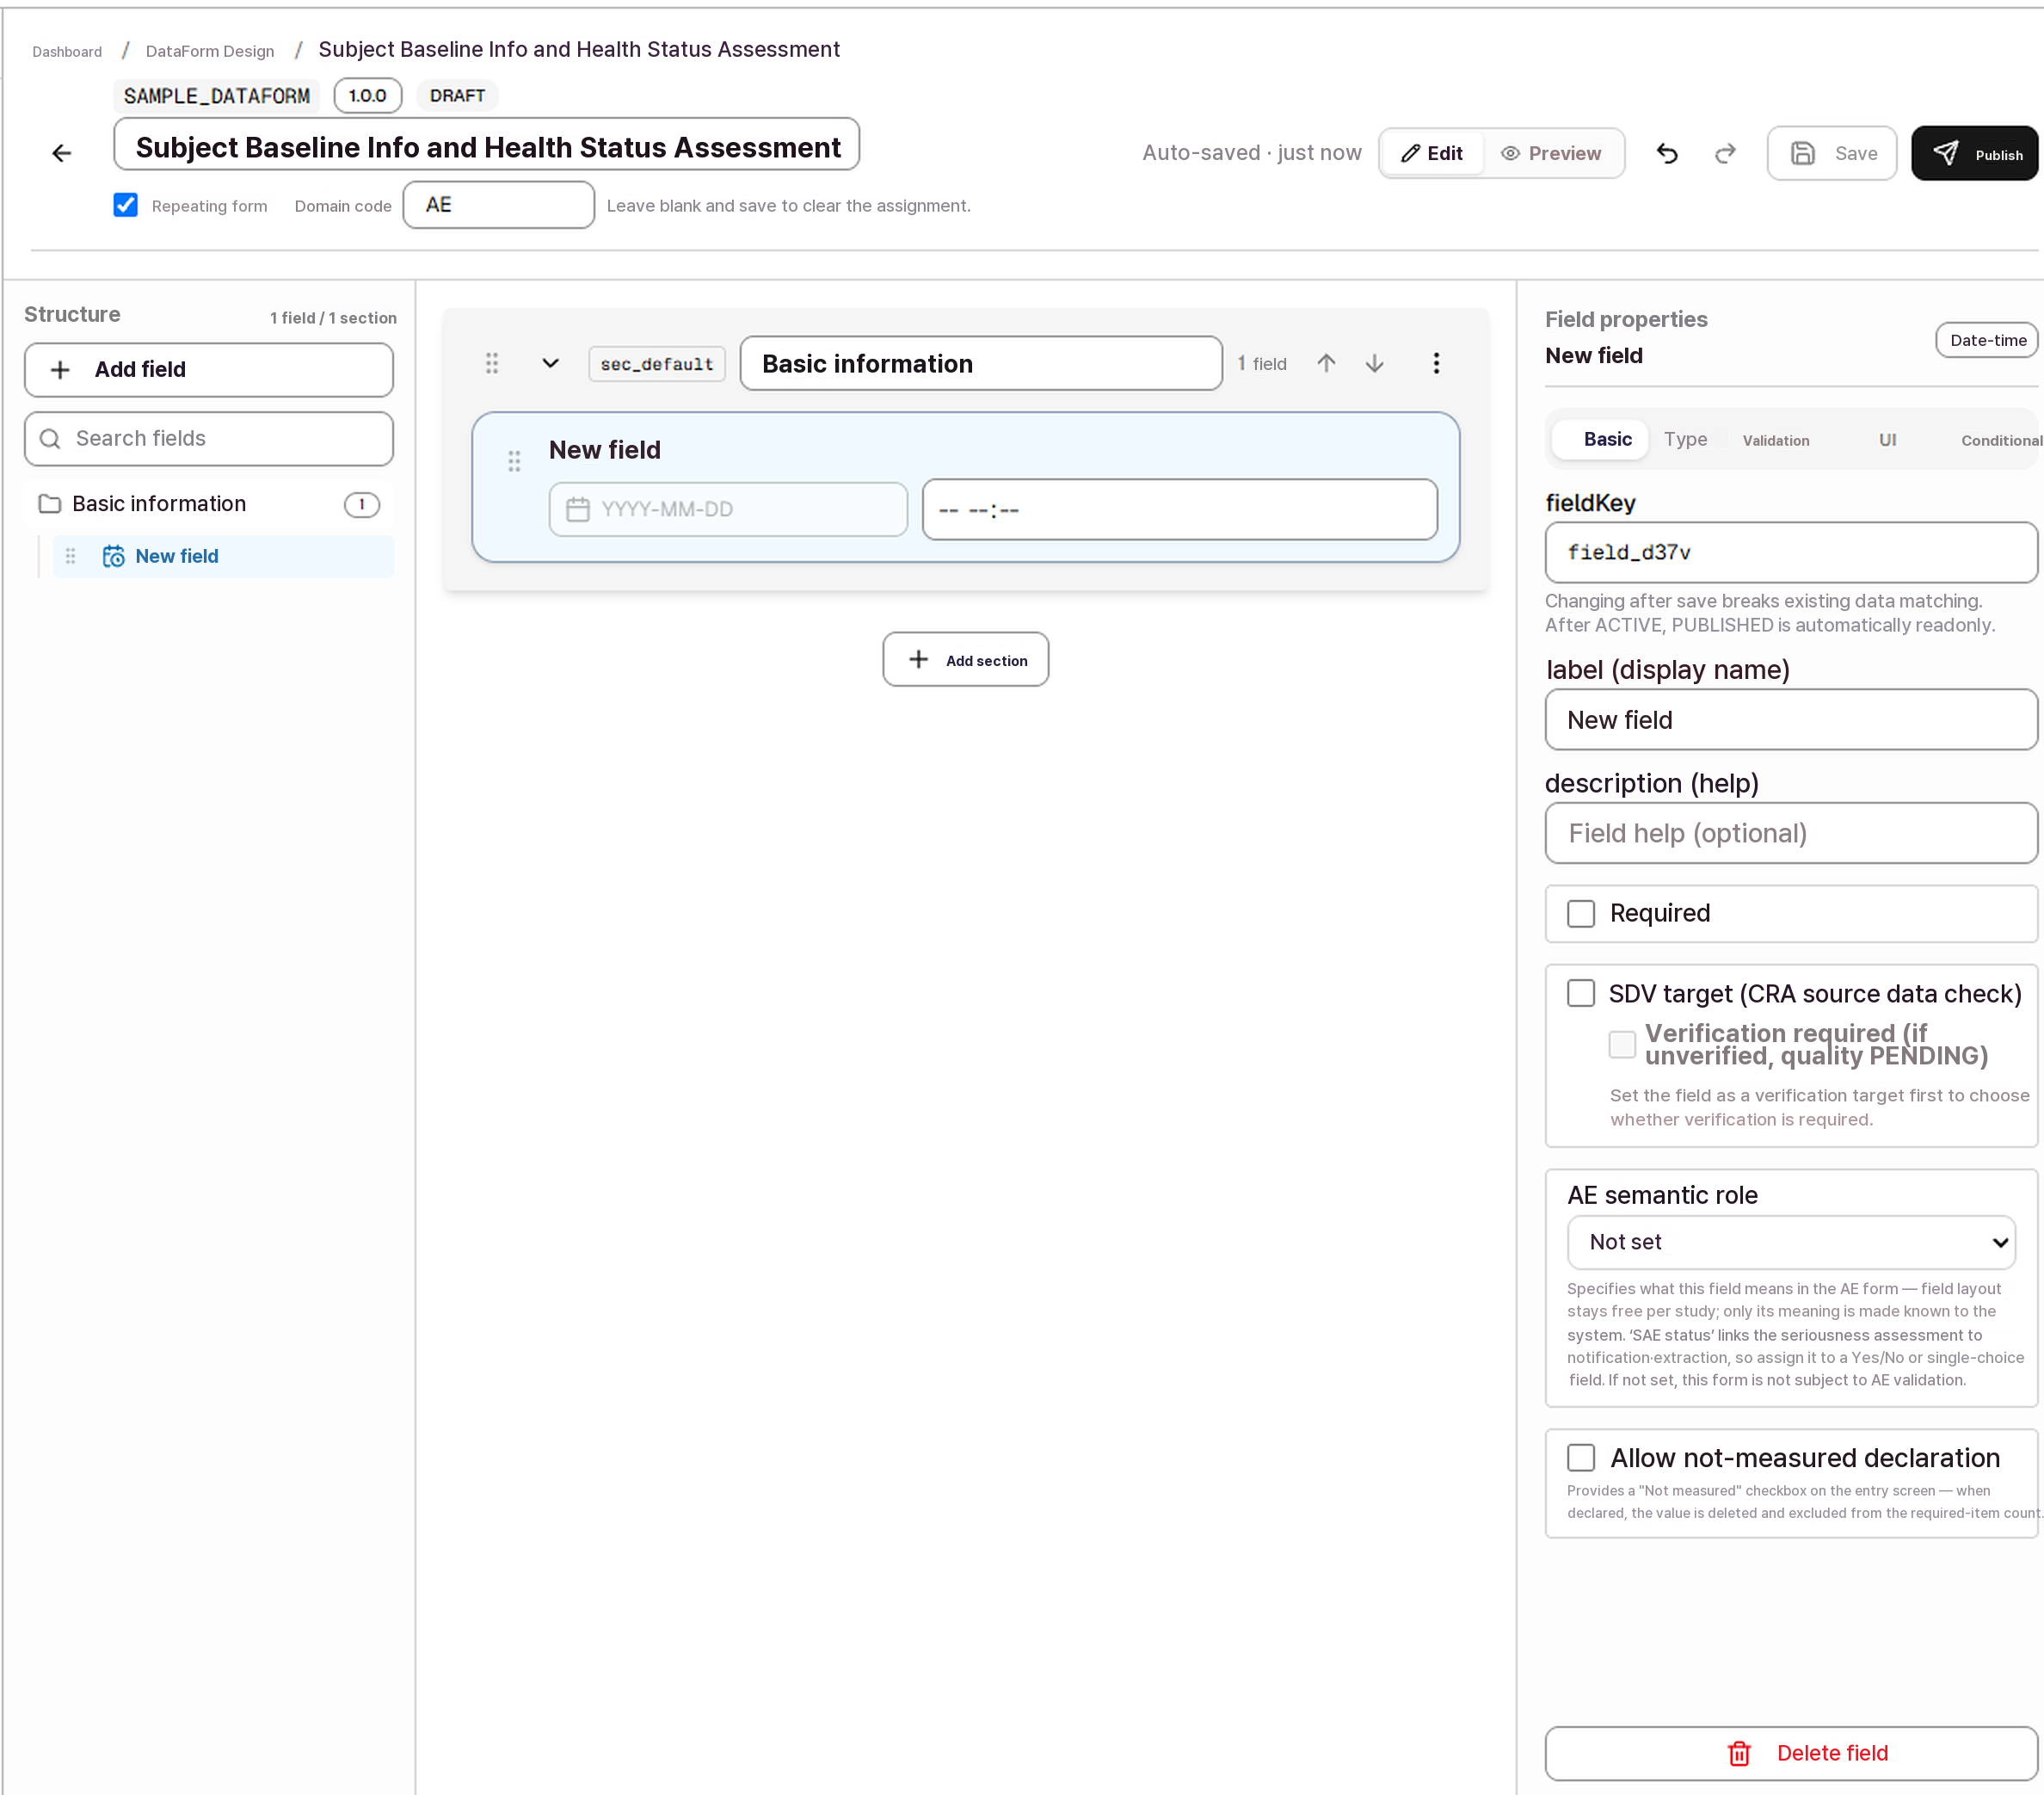 Dashboard / DataForm Design / Subject Baseline Info and Health Status Assessment
SAMPLE_DATAFORM 1.0.0 DRAFT
Subject Baseline Info and Health Status Assessment
Auto-saved · just now Edit Preview Save Publish
Repeating form Domain code AE Leave blank and save to clear the assignment.
Structure 1 field / 1 section
Add field
Search fields
Basic information 1
New field
sec_default Basic information 1 field
New field
YYYY-MM-DD -- --:--
Add section
Field properties
New field Date-time
Basic Type Validation UI Conditional
fieldKey
field_d37v
Changing after save breaks existing data matching.
After ACTIVE, PUBLISHED is automatically readonly.
label (display name)
New field
description (help)
Field help (optional)
Required
SDV target (CRA source data check)
Verification required (if
unverified, quality PENDING)
Set the field as a verification target first to choose
whether verification is required.
AE semantic role
Not set
Specifies what this field means in the AE form — field layout
stays free per study; only its meaning is made known to the
system. ‘SAE status’ links the seriousness assessment to
notification·extraction, so assign it to a Yes/No or single-choice
field. If not set, this form is not subject to AE validation.
Allow not-measured declaration
Provides a "Not measured" checkbox on the entry screen — when
declared, the value is deleted and excluded from the required-item count.
Delete field